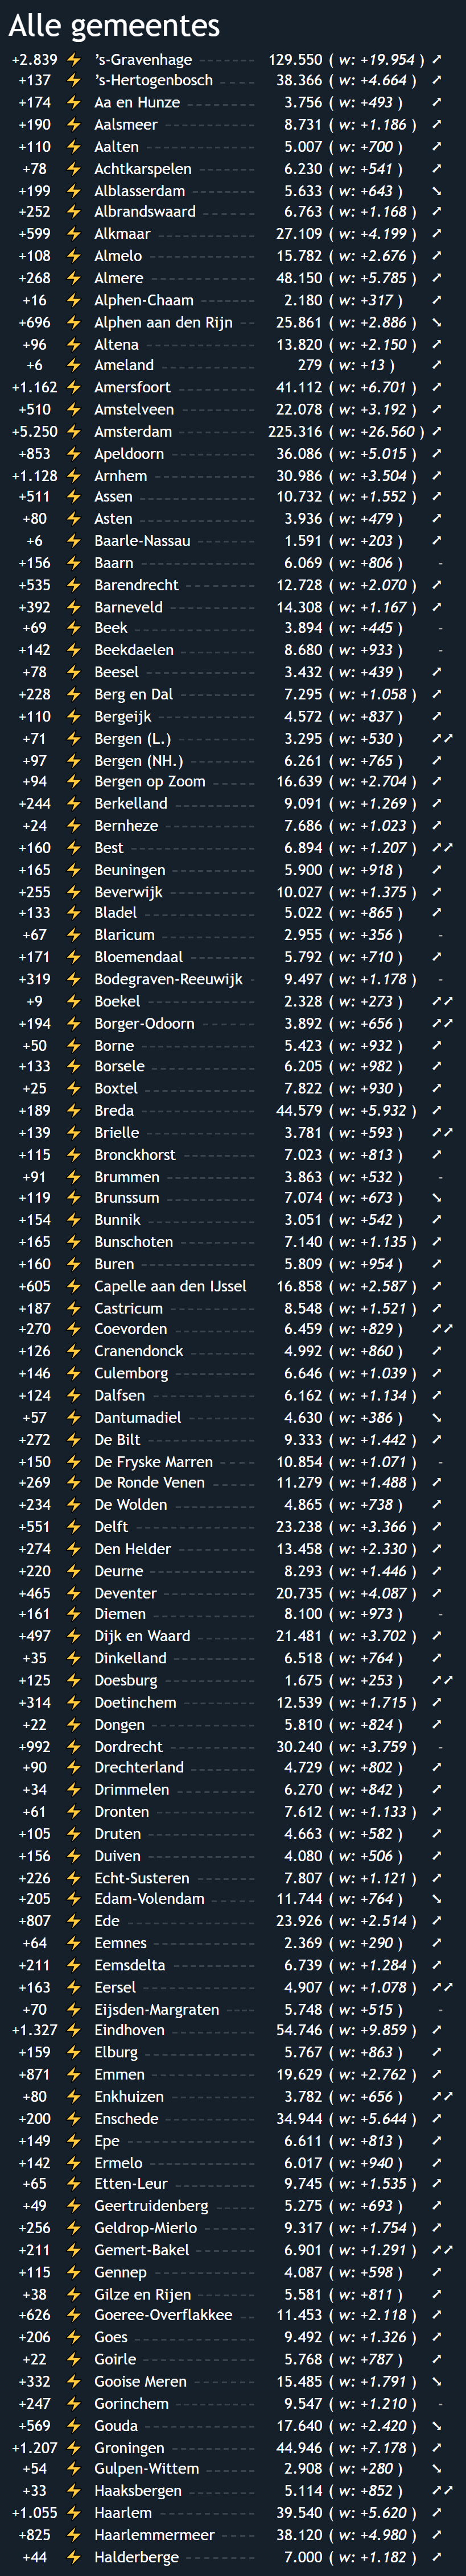 Alle gemeentes
+2.839 ⚡ ’s-Gravenhage 129.550 ( w: +19.954 ) ➚
+137 ⚡ ’s-Hertogenbosch 38.366 ( w: +4.664 ) ➚
+174 ⚡ Aa en Hunze 3.756 ( w: +493 ) ➚
+190 ⚡ Aalsmeer 8.731 ( w: +1.186 ) ➚
+110 ⚡ Aalten 5.007 ( w: +700 ) ➚
+78 ⚡ Achtkarspelen 6.230 ( w: +541 ) ➚
+199 ⚡ Alblasserdam 5.633 ( w: +643 ) ➘
+252 ⚡ Albrandswaard 6.763 ( w: +1.168 ) ➚
+599 ⚡ Alkmaar 27.109 ( w: +4.199 ) ➚
+108 ⚡ Almelo 15.782 ( w: +2.676 ) ➚
+268 ⚡ Almere 48.150 ( w: +5.785 ) ➚
+16 ⚡ Alphen-Chaam 2.180 ( w: +317 ) ➚
+696 ⚡ Alphen aan den Rijn 25.861 ( w: +2.886 ) ➘
+96 ⚡ Altena 13.820 ( w: +2.150 ) ➚
+6 ⚡ Ameland 279 ( w: +13 ) ➚
+1.162 ⚡ Amersfoort 41.112 ( w: +6.701 ) ➚
+510 ⚡ Amstelveen 22.078 ( w: +3.192 ) ➚
+5.250 ⚡ Amsterdam 225.316 ( w: +26.560 ) ➚
+853 ⚡ Apeldoorn 36.086 ( w: +5.015 ) ➚
+1.128 ⚡ Arnhem 30.986 ( w: +3.504 ) ➚
+511 ⚡ Assen 10.732 ( w: +1.552 ) ➚
+80 ⚡ Asten 3.936 ( w: +479 ) ➚
+6 ⚡ Baarle-Nassau 1.591 ( w: +203 ) ➚
+156 ⚡ Baarn 6.069 ( w: +806 ) -
+535 ⚡ Barendrecht 12.728 ( w: +2.070 ) ➚
+392 ⚡ Barneveld 14.308 ( w: +1.167 ) ➚
+69 ⚡ Beek 3.894 ( w: +445 ) -
+142 ⚡ Beekdaelen 8.680 ( w: +933 ) -
+78 ⚡ Beesel 3.432 ( w: +439 ) ➚
+228 ⚡ Berg en Dal 7.295 ( w: +1.058 ) ➚
+110 ⚡ Bergeijk 4.572 ( w: +837 ) ➚
+71 ⚡ Bergen (L.) 3.295 ( w: +530 ) ➚➚
+97 ⚡ Bergen (NH.) 6.261 ( w: +765 ) ➚
+94 ⚡ Bergen op Zoom 16.639 ( w: +2.704 ) ➚
+244 ⚡ Berkelland 9.091 ( w: +1.269 ) ➚
+24 ⚡ Bernheze 7.686 ( w: +1.023 ) ➚
+160 ⚡ Best 6.894 ( w: +1.207 ) ➚➚
+165 ⚡ Beuningen 5.900 ( w: +918 ) ➚
+255 ⚡ Beverwijk 10.027 ( w: +1.375 ) ➚
+133 ⚡ Bladel 5.022 ( w: +865 ) ➚
+67 ⚡ Blaricum 2.955 ( w: +356 ) -
+171 ⚡ Bloemendaal 5.792 ( w: +710 ) ➚
+319 ⚡ Bodegraven-Reeuwijk 9.497 ( w: +1.178 ) -
+9 ⚡ Boekel 2.328 ( w: +273 ) ➚➚
+194 ⚡ Borger-Odoorn 3.892 ( w: +656 ) ➚➚
+50 ⚡ Borne 5.423 ( w: +932 ) ➚
+133 ⚡ Borsele 6.205 ( w: +982 ) ➚
+25 ⚡ Boxtel 7.822 ( w: +930 ) ➚
+189 ⚡ Breda 44.579 ( w: +5.932 ) ➚
+139 ⚡ Brielle 3.781 ( w: +593 ) ➚➚
+115 ⚡ Bronckhorst 7.023 ( w: +813 ) ➚
+91 ⚡ Brummen 3.863 ( w: +532 ) -
+119 ⚡ Brunssum 7.074 ( w: +673 ) ➘
+154 ⚡ Bunnik 3.051 ( w: +542 ) ➚
+165 ⚡ Bunschoten 7.140 ( w: +1.135 ) ➚
+160 ⚡ Buren 5.809 ( w: +954 ) ➚
+605 ⚡ Capelle aan den IJssel 16.858 ( w: +2.587 ) ➚
+187 ⚡ Castricum 8.548 ( w: +1.521 ) ➚
+270 ⚡ Coevorden 6.459 ( w: +829 ) ➚➚
+126 ⚡ Cranendonck 4.992 ( w: +860 ) ➚
+146 ⚡ Culemborg 6.646 ( w: +1.039 ) ➚
+124 ⚡ Dalfsen 6.162 ( w: +1.134 ) ➚
+57 ⚡ Dantumadiel 4.630 ( w: +386 ) ➘
+272 ⚡ De Bilt 9.333 ( w: +1.442 ) ➚
+150 ⚡ De Fryske Marren 10.854 ( w: +1.071 ) -
+269 ⚡ De Ronde Venen 11.279 ( w: +1.488 ) ➚
+234 ⚡ De Wolden 4.865 ( w: +738 ) ➚
+551 ⚡ Delft 23.238 ( w: +3.366 ) ➚
+274 ⚡ Den Helder 13.458 ( w: +2.330 ) ➚
+220 ⚡ Deurne 8.293 ( w: +1.446 ) ➚
+465 ⚡ Deventer 20.735 ( w: +4.087 ) ➚
+161 ⚡ Diemen 8.100 ( w: +973 ) -
+497 ⚡ Dijk en Waard 21.481 ( w: +3.702 ) ➚
+35 ⚡ Dinkelland 6.518 ( w: +764 ) ➚
+125 ⚡ Doesburg 1.675 ( w: +253 ) ➚➚
+314 ⚡ Doetinchem 12.539 ( w: +1.715 ) ➚
+22 ⚡ Dongen 5.810 ( w: +824 ) ➚
+992 ⚡ Dordrecht 30.240 ( w: +3.759 ) -
+90 ⚡ Drechterland 4.729 ( w: +802 ) ➚
+34 ⚡ Drimmelen 6.270 ( w: +842 ) ➚
+61 ⚡ Dronten 7.612 ( w: +1.133 ) ➚
+105 ⚡ Druten 4.663 ( w: +582 ) ➚
+156 ⚡ Duiven 4.080 ( w: +506 ) ➚
+226 ⚡ Echt-Susteren 7.807 ( w: +1.121 ) ➚
+205 ⚡ Edam-Volendam 11.744 ( w: +764 ) ➘
+807 ⚡ Ede 23.926 ( w: +2.514 ) ➚
+64 ⚡ Eemnes 2.369 ( w: +290 ) ➚
+211 ⚡ Eemsdelta 6.739 ( w: +1.284 ) ➚
+163 ⚡ Eersel 4.907 ( w: +1.078 ) ➚➚
+70 ⚡ Eijsden-Margraten 5.748 ( w: +515 ) -
+1.327 ⚡ Eindhoven 54.746 ( w: +9.859 ) ➚
+159 ⚡ Elburg 5.767 ( w: +863 ) ➚
+871 ⚡ Emmen 19.629 ( w: +2.762 ) ➚
+80 ⚡ Enkhuizen 3.782 ( w: +656 ) ➚➚
+200 ⚡ Enschede 34.944 ( w: +5.644 ) ➚
+149 ⚡ Epe 6.611 ( w: +813 ) ➚
+142 ⚡ Ermelo 6.017 ( w: +940 ) ➚
+65 ⚡ Etten-Leur 9.745 ( w: +1.535 ) ➚
+49 ⚡ Geertruidenberg 5.275 ( w: +693 ) ➚
+256 ⚡ Geldrop-Mierlo 9.317 ( w: +1.754 ) ➚
+211 ⚡ Gemert-Bakel 6.901 ( w: +1.291 ) ➚➚
+115 ⚡ Gennep 4.087 ( w: +598 ) ➚
+38 ⚡ Gilze en Rijen 5.581 ( w: +811 ) ➚
+626 ⚡ Goeree-Overflakkee 11.453 ( w: +2.118 ) ➚
+206 ⚡ Goes 9.492 ( w: +1.326 ) ➚
+22 ⚡ Goirle 5.768 ( w: +787 ) ➚
+332 ⚡ Gooise Meren 15.485 ( w: +1.791 ) ➘
+247 ⚡ Gorinchem 9.547 ( w: +1.210 ) -
+569 ⚡ Gouda 17.640 ( w: +2.420 ) ➘
+1.207 ⚡ Groningen 44.946 ( w: +7.178 ) ➚
+54 ⚡ Gulpen-Wittem 2.908 ( w: +280 ) ➘
+33 ⚡ Haaksbergen 5.114 ( w: +852 ) ➚➚
+1.055 ⚡ Haarlem 39.540 ( w: +5.620 ) ➚
+825 ⚡ Haarlemmermeer 38.120 ( w: +4.980 ) ➚
+44 ⚡ Halderberge 7.000 ( w: +1.182 ) ➚